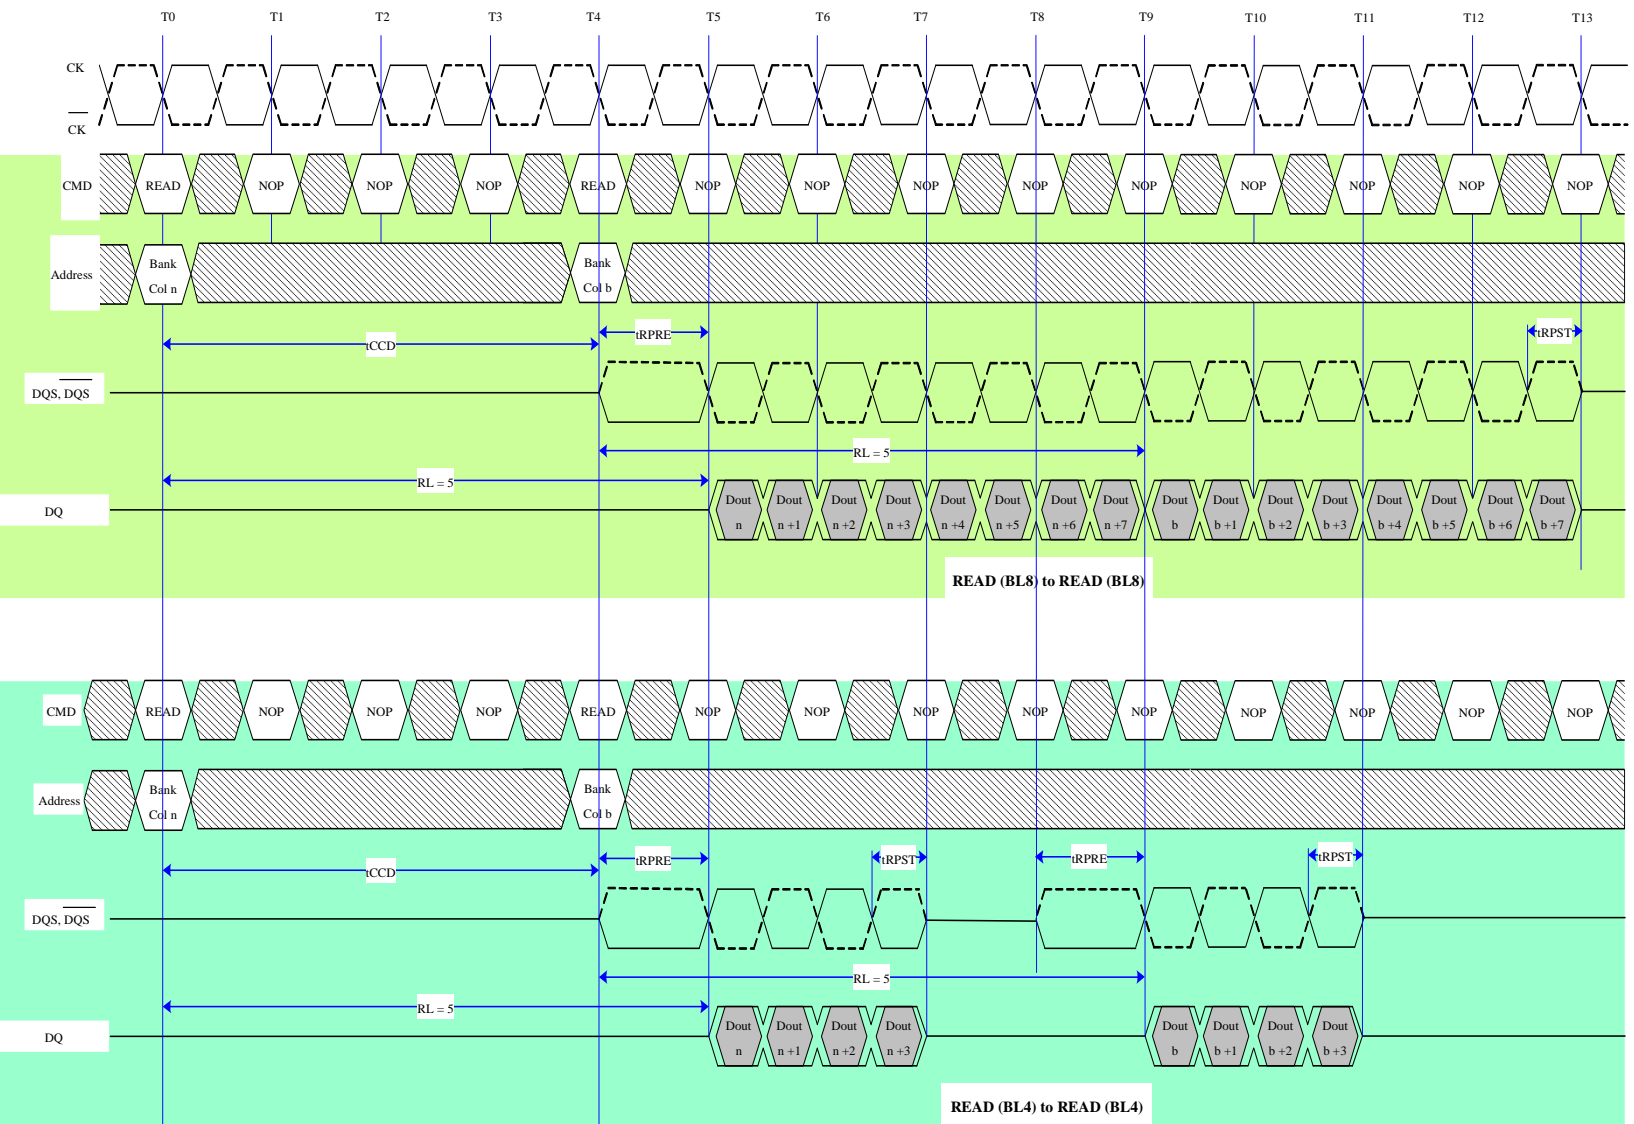 T0 T1 T2 T3 T4 T5 T6 T7 T8 T9 T10 T11 T12 T13
CK
CK
CMD READ NOP NOP NOP READ NOP NOP NOP NOP NOP NOP NOP NOP NOP
Address Bank Col n Bank Col b
tRPRE tRPST
tCCD
DQS, DQS
RL = 5
RL = 5
DQ Dout n Dout n +1 Dout n +2 Dout n +3 Dout n +4 Dout n +5 Dout n +6 Dout n +7 Dout b Dout b +1 Dout b +2 Dout b +3 Dout b +4 Dout b +5 Dout b +6 Dout b +7
READ (BL8) to READ (BL8)
CMD READ NOP NOP NOP READ NOP NOP NOP NOP NOP NOP NOP NOP NOP
Address Bank Col n Bank Col b
tRPRE tRPST tRPRE tRPST
tCCD
DQS, DQS
RL = 5
RL = 5
DQ Dout n Dout n +1 Dout n +2 Dout n +3 Dout b Dout b +1 Dout b +2 Dout b +3
READ (BL4) to READ (BL4)